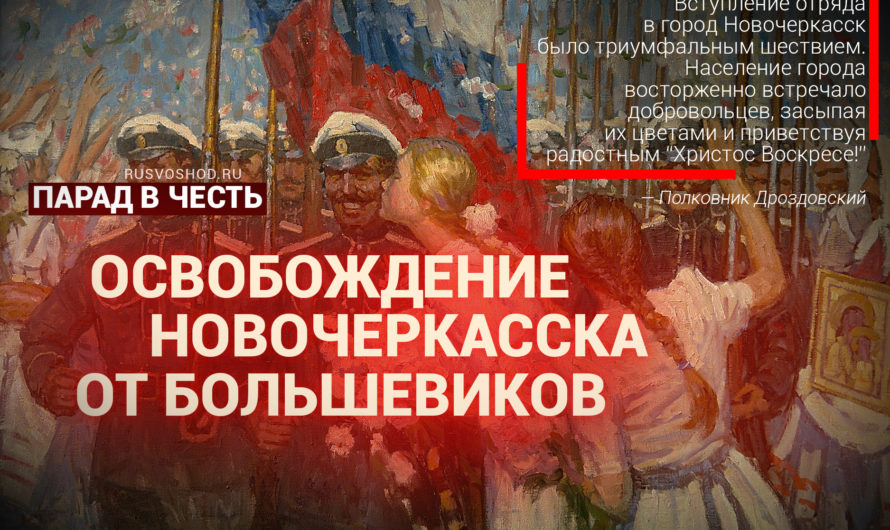 Вступление отряда
в город Новочеркасск
было триумфальным шествием.
Население города
восторженно встречало
добровольцев, засыпая
их цветами и приветствуя
радостным "Христос Воскресе!"
— Полковник Дроздовский
RUSVOSHOD.RU
ПАРАД В ЧЕСТЬ
ОСВОБОЖДЕНИЕ
НОВОЧЕРКАССКА
ОТ БОЛЬШЕВИКОВ